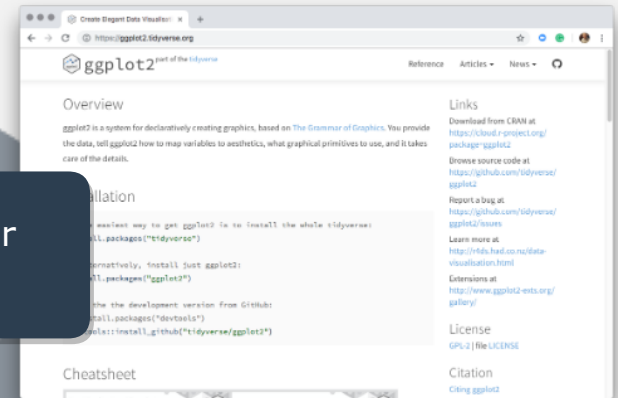 Create Elegant Data Visualisati
https://ggplot2.tidyverse.org
ggplot2 part of the tidyverse
Reference Articles News
Overview
ggplot2 is a system for declaratively creating graphics, based on The Grammar of Graphics. You provide
the data, tell ggplot2 how to map variables to aesthetics, what graphical primitives to use, and it takes
care of the details.
r
allation
easiest way to get ggplot2 is to install the whole tidyverse:
all.packages("tidyverse")
ernatively, install just ggplot2:
ll.packages("ggplot2")
the the development version from GitHub:
tall.packages("devtools")
ools::install_github("tidyverse/ggplot2")
Cheatsheet
Links
Download from CRAN at
https://cloud.r-project.org/
package=ggplot2
Browse source code at
https://github.com/tidyverse/
ggplot2
Report a bug at
https://github.com/tidyverse/
ggplot2/issues
Learn more at
http://r4ds.had.co.nz/data-
visualisation.html
Extensions at
http://www.ggplot2-exts.org/
gallery/
License
GPL-2 | file LICENSE
Citation
Citing ggplot2